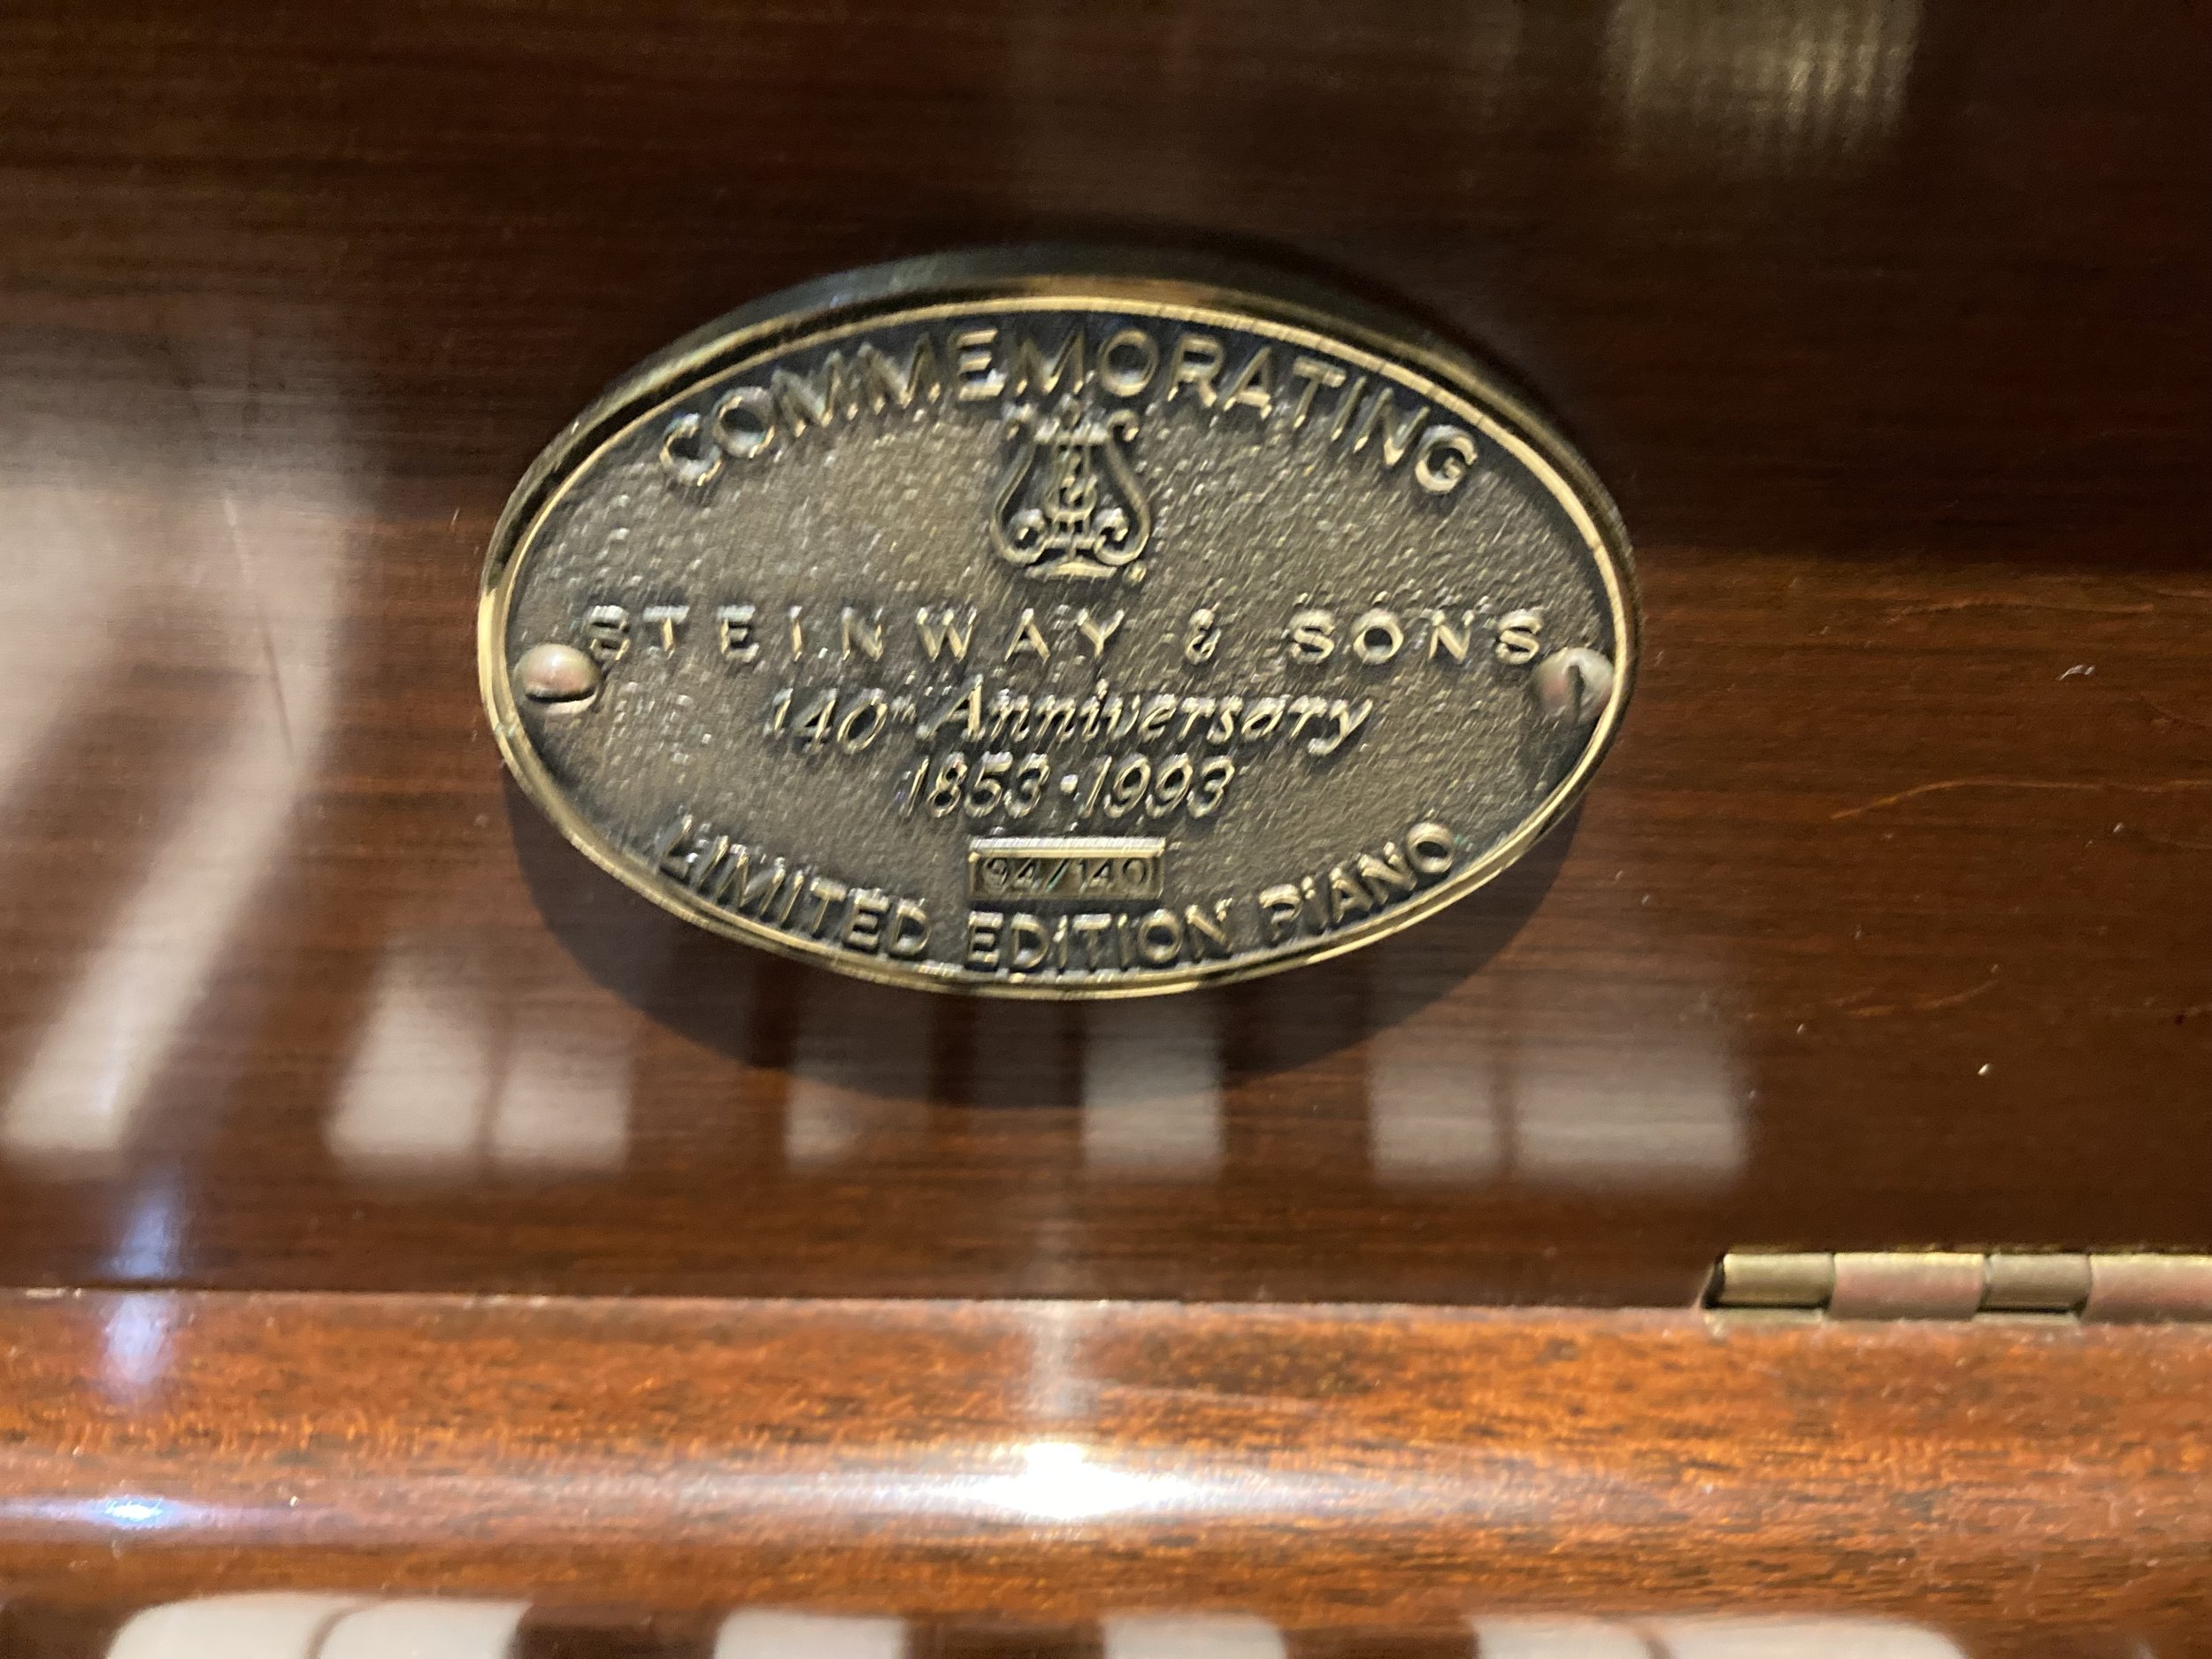 COMMEMORATING
STEINWAY & SONS
140th Anniversary
1853·1993
94/140
LIMITED EDITION PIANO